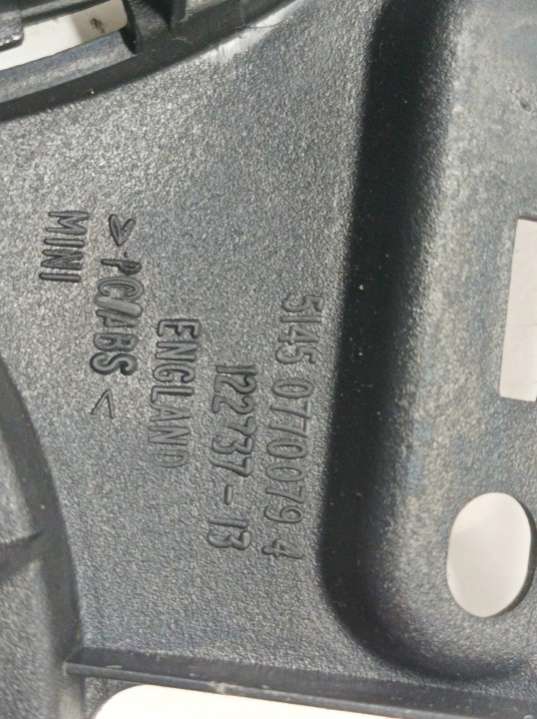 5145 0770079 4
122737-13
ENGLAND
> PC/ABS <
MINI